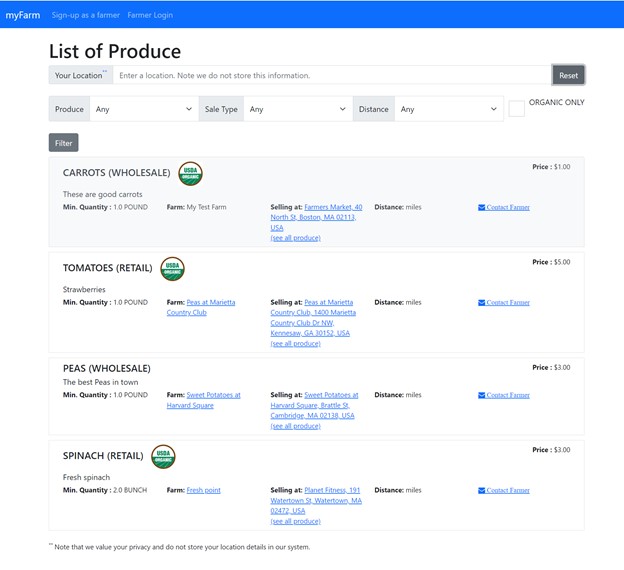 myFarm Sign-up as a farmer Farmer Login
List of Produce
Your Location** Enter a location. Note we do not store this information. Reset
Produce Any Sale Type Any Distance Any ORGANIC ONLY
Filter
CARROTS (WHOLESALE) USDA ORGANIC Price : $1.00
These are good carrots
Min. Quantity : 1.0 POUND Farm: My Test Farm Selling at: Farmers Market, 40 Distance: miles Contact Farmer
North St, Boston, MA 02113,
USA
(see all produce)
TOMATOES (RETAIL) USDA ORGANIC Price : $5.00
Strawberries
Min. Quantity : 1.0 POUND Farm: Peas at Marietta Selling at: Peas at Marietta Distance: miles Contact Farmer
Country Club Country Club, 1400 Marietta
Country Club Dr NW,
Kennesaw, GA 30152, USA
(see all produce)
PEAS (WHOLESALE) Price : $3.00
The best Peas in town
Min. Quantity : 1.0 POUND Farm: Sweet Potatoes at Selling at: Sweet Potatoes at Distance: miles Contact Farmer
Harvard Square Harvard Square, Brattle St,
Cambridge, MA 02138, USA
(see all produce)
SPINACH (RETAIL) USDA ORGANIC Price : $3.00
Fresh spinach
Min. Quantity : 2.0 BUNCH Farm: Fresh point Selling at: Planet Fitness, 191 Distance: miles Contact Farmer
Watertown St, Watertown, MA
02472, USA
(see all produce)
** Note that we value your privacy and do not store your location details in our system.